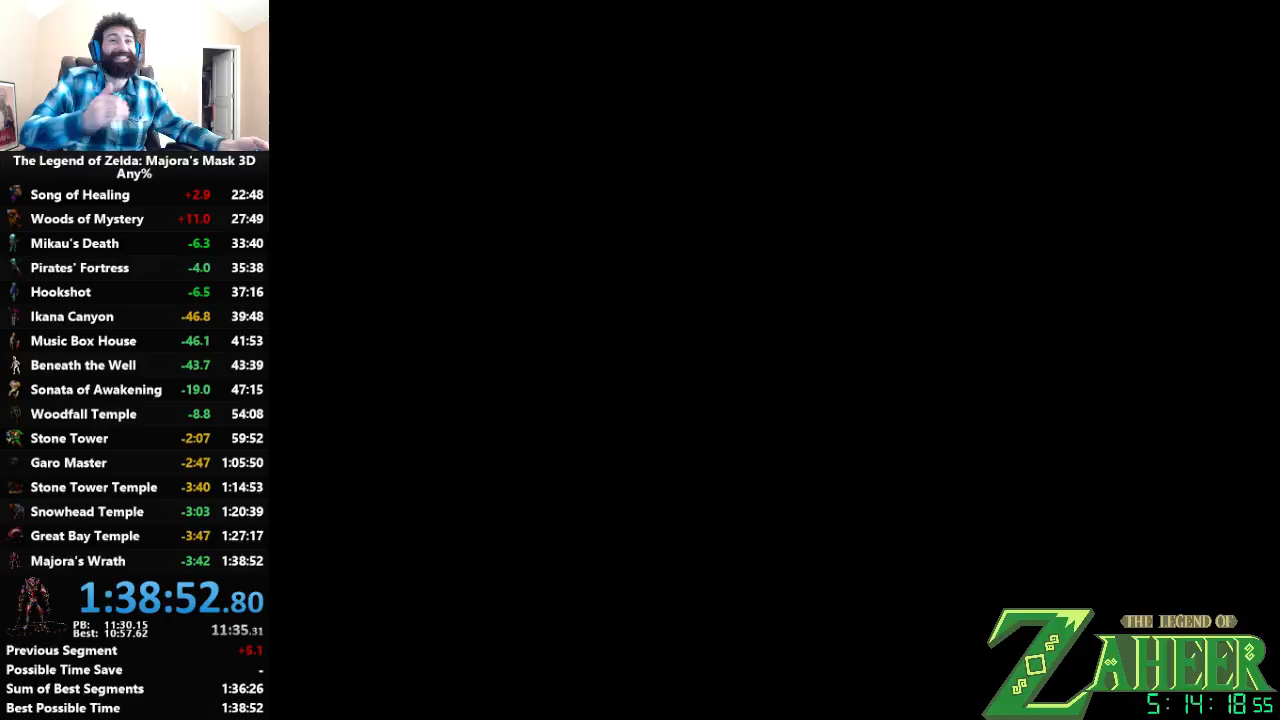 The Legend of Zelda: Majora's Mask 3D
Any%
Song of Healing +2.9 22:48
Woods of Mystery +11.0 27:49
Mikau's Death -6.3 33:40
Pirates' Fortress -4.0 35:38
Hookshot -6.5 37:16
Ikana Canyon -46.8 39:48
Music Box House -46.1 41:53
Beneath the Well -43.7 43:39
Sonata of Awakening -19.0 47:15
Woodfall Temple -8.8 54:08
Stone Tower -2:07 59:52
Garo Master -2:47 1:05:50
Stone Tower Temple -3:40 1:14:53
Snowhead Temple -3:03 1:20:39
Great Bay Temple -3:47 1:27:17
Majora's Wrath -3:42 1:38:52
1:38:52.80
PB: 11:30.15
Best: 10:57.62
11:35.31
Previous Segment +5.1
Possible Time Save -
Sum of Best Segments 1:36:26
Best Possible Time 1:38:52
THE LEGEND OF
ZAHEER
5:14:18 55